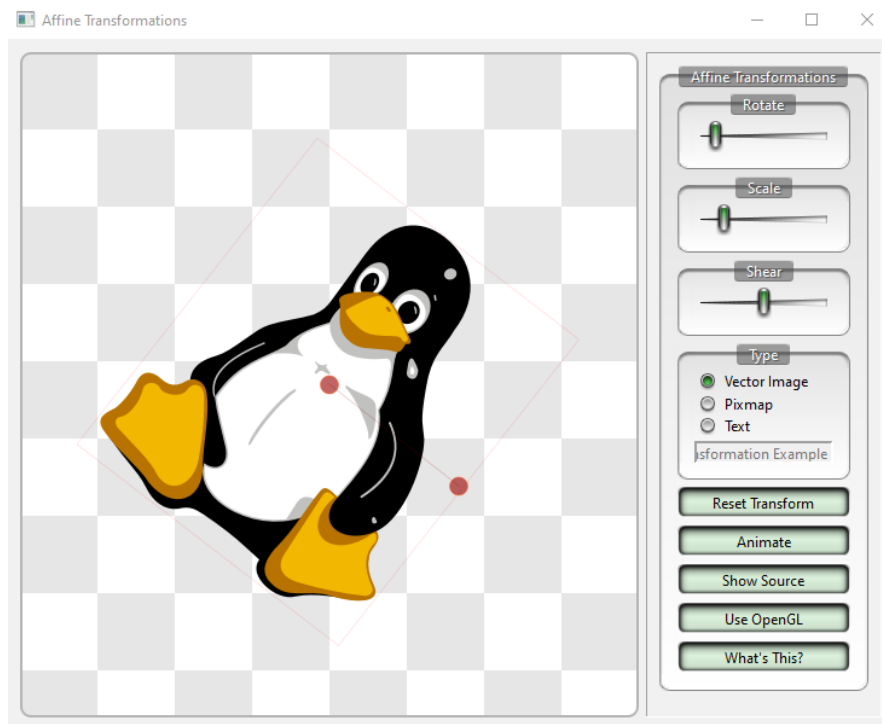 Affine Transformations
Affine Transformations
Rotate
Scale
Shear
Type
Vector Image
Pixmap
Text
sformation Example
Reset Transform
Animate
Show Source
Use OpenGL
What's This?